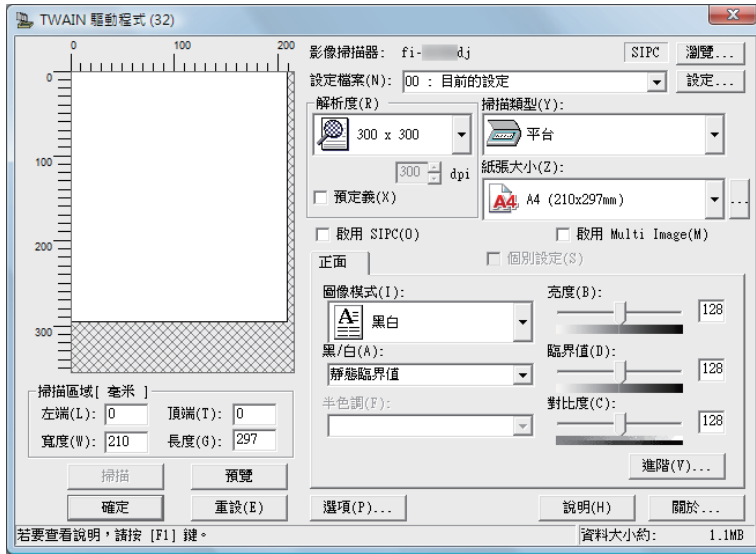 TWAIN 驅動程式 (32)
0 100 200
0
100
200
300
影像掃描器: fi- dj SIPC 瀏覽...
設定檔案(N): 00 : 目前的設定 設定...
解析度(R)
300 x 300
300 dpi
預定義(X)
掃描類型(Y):
平台
紙張大小(Z):
A4 A4 (210x297mm) ...
啟用 SIPC(O) 啟用 Multi Image(M)
正面 個別設定(S)
圖像模式(I):
A 黑白
黑/白(A):
靜態臨界值
半色調(F):
亮度(B):
128
臨界值(D):
128
對比度(C):
128
進階(V)...
掃描區域[ 毫米 ]
左端(L): 0 頂端(T): 0
寬度(W): 210 長度(G): 297
掃描 預覽
確定 重設(E) 選項(P)... 說明(H) 關於...
若要查看說明，請按 [F1] 鍵。 資料大小約: 1.1MB